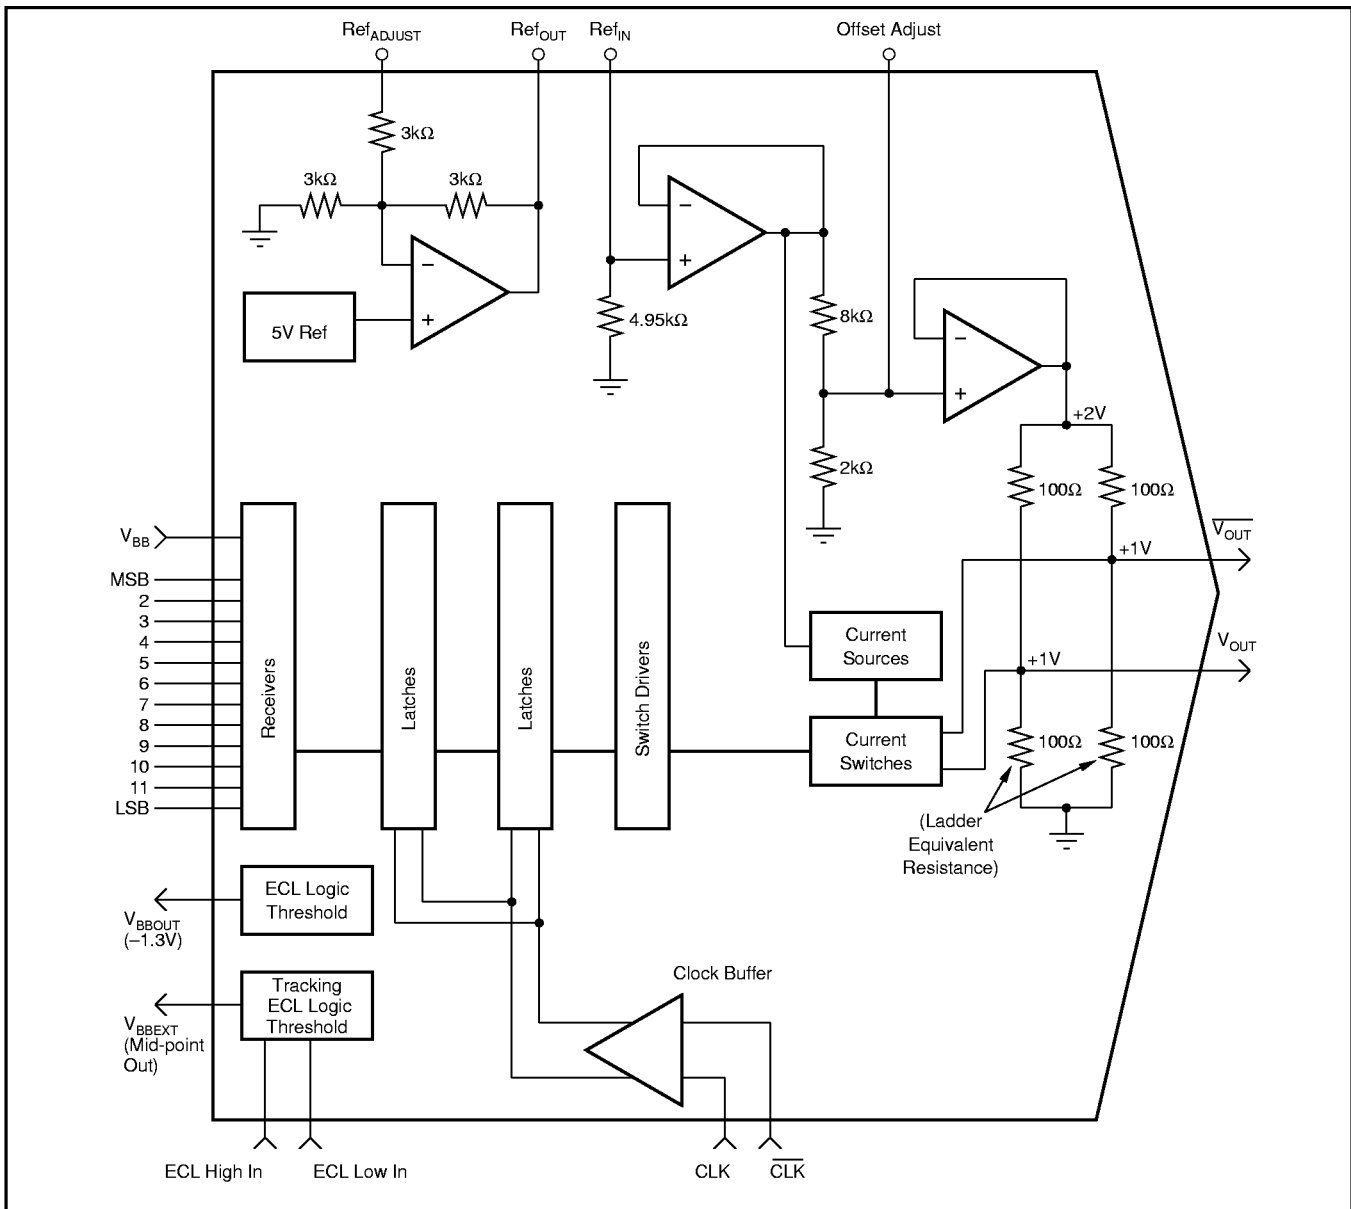 Ref_ADJUST
Ref_OUT
Ref_IN
Offset Adjust
3kΩ
3kΩ
3kΩ
−
+
5V Ref
−
+
4.95kΩ
8kΩ
−
+
2kΩ
+2V
100Ω
100Ω
V_BB
MSB
2
3
4
5
6
7
8
9
10
11
LSB
Receivers
Latches
Latches
Switch Drivers
Current
Sources
Current
Switches
+1V
V̅_O̅U̅T̅
+1V
V_OUT
100Ω
100Ω
(Ladder
Equivalent
Resistance)
ECL Logic
Threshold
V_BBOUT
(–1.3V)
Tracking
ECL Logic
Threshold
V_BBEXT
(Mid-point
Out)
Clock Buffer
ECL High In
ECL Low In
CLK
C̅L̅K̅